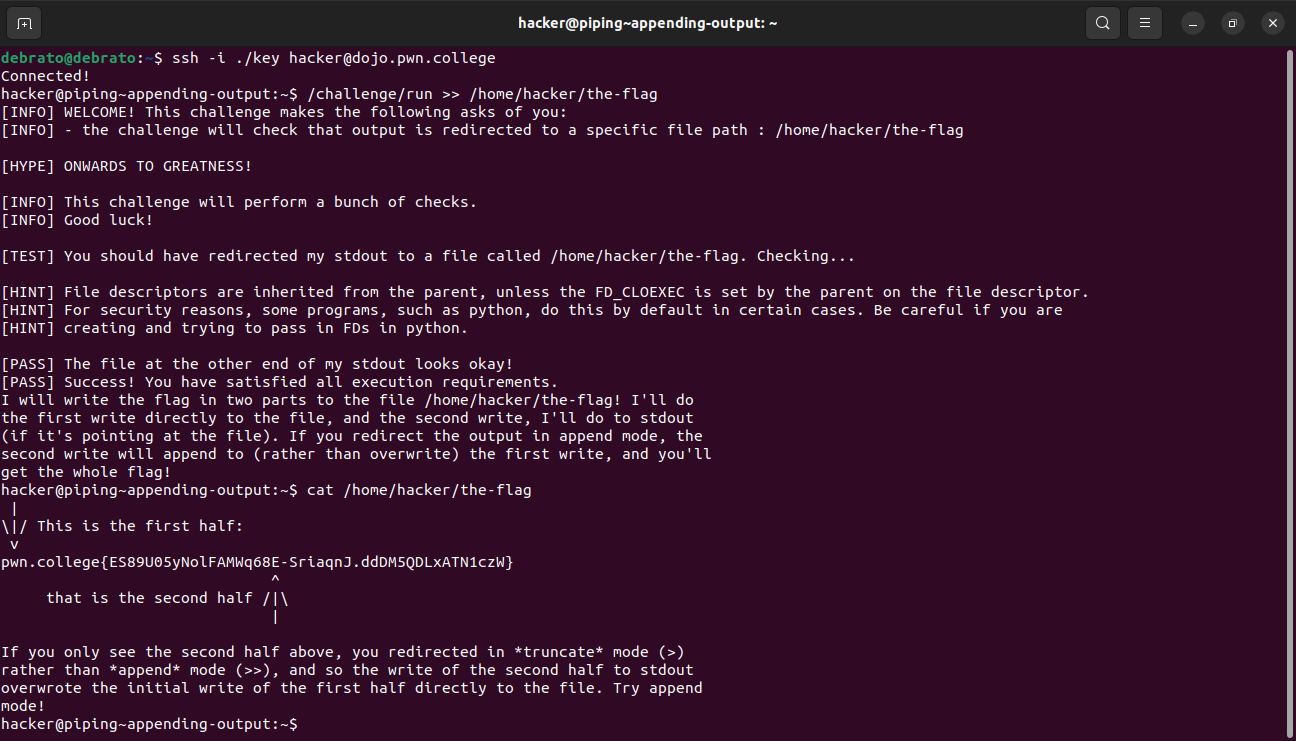 hacker@piping~appending-output: ~
debrato@debrato:~$ ssh -i ./key hacker@dojo.pwn.college
Connected!
hacker@piping~appending-output:~$ /challenge/run >> /home/hacker/the-flag
[INFO] WELCOME! This challenge makes the following asks of you:
[INFO] - the challenge will check that output is redirected to a specific file path : /home/hacker/the-flag

[HYPE] ONWARDS TO GREATNESS!

[INFO] This challenge will perform a bunch of checks.
[INFO] Good luck!

[TEST] You should have redirected my stdout to a file called /home/hacker/the-flag. Checking...

[HINT] File descriptors are inherited from the parent, unless the FD_CLOEXEC is set by the parent on the file descriptor.
[HINT] For security reasons, some programs, such as python, do this by default in certain cases. Be careful if you are
[HINT] creating and trying to pass in FDs in python.

[PASS] The file at the other end of my stdout looks okay!
[PASS] Success! You have satisfied all execution requirements.
I will write the flag in two parts to the file /home/hacker/the-flag! I'll do
the first write directly to the file, and the second write, I'll do to stdout
(if it's pointing at the file). If you redirect the output in append mode, the
second write will append to (rather than overwrite) the first write, and you'll
get the whole flag!
hacker@piping~appending-output:~$ cat /home/hacker/the-flag
 |
\|/ This is the first half:
 v
pwn.college{ES89U05yNolFAMWq68E-SriaqnJ.ddDM5QDLxATN1czW}
                              ^
     that is the second half /|\
                              |

If you only see the second half above, you redirected in *truncate* mode (>)
rather than *append* mode (>>), and so the write of the second half to stdout
overwrote the initial write of the first half directly to the file. Try append
mode!
hacker@piping~appending-output:~$